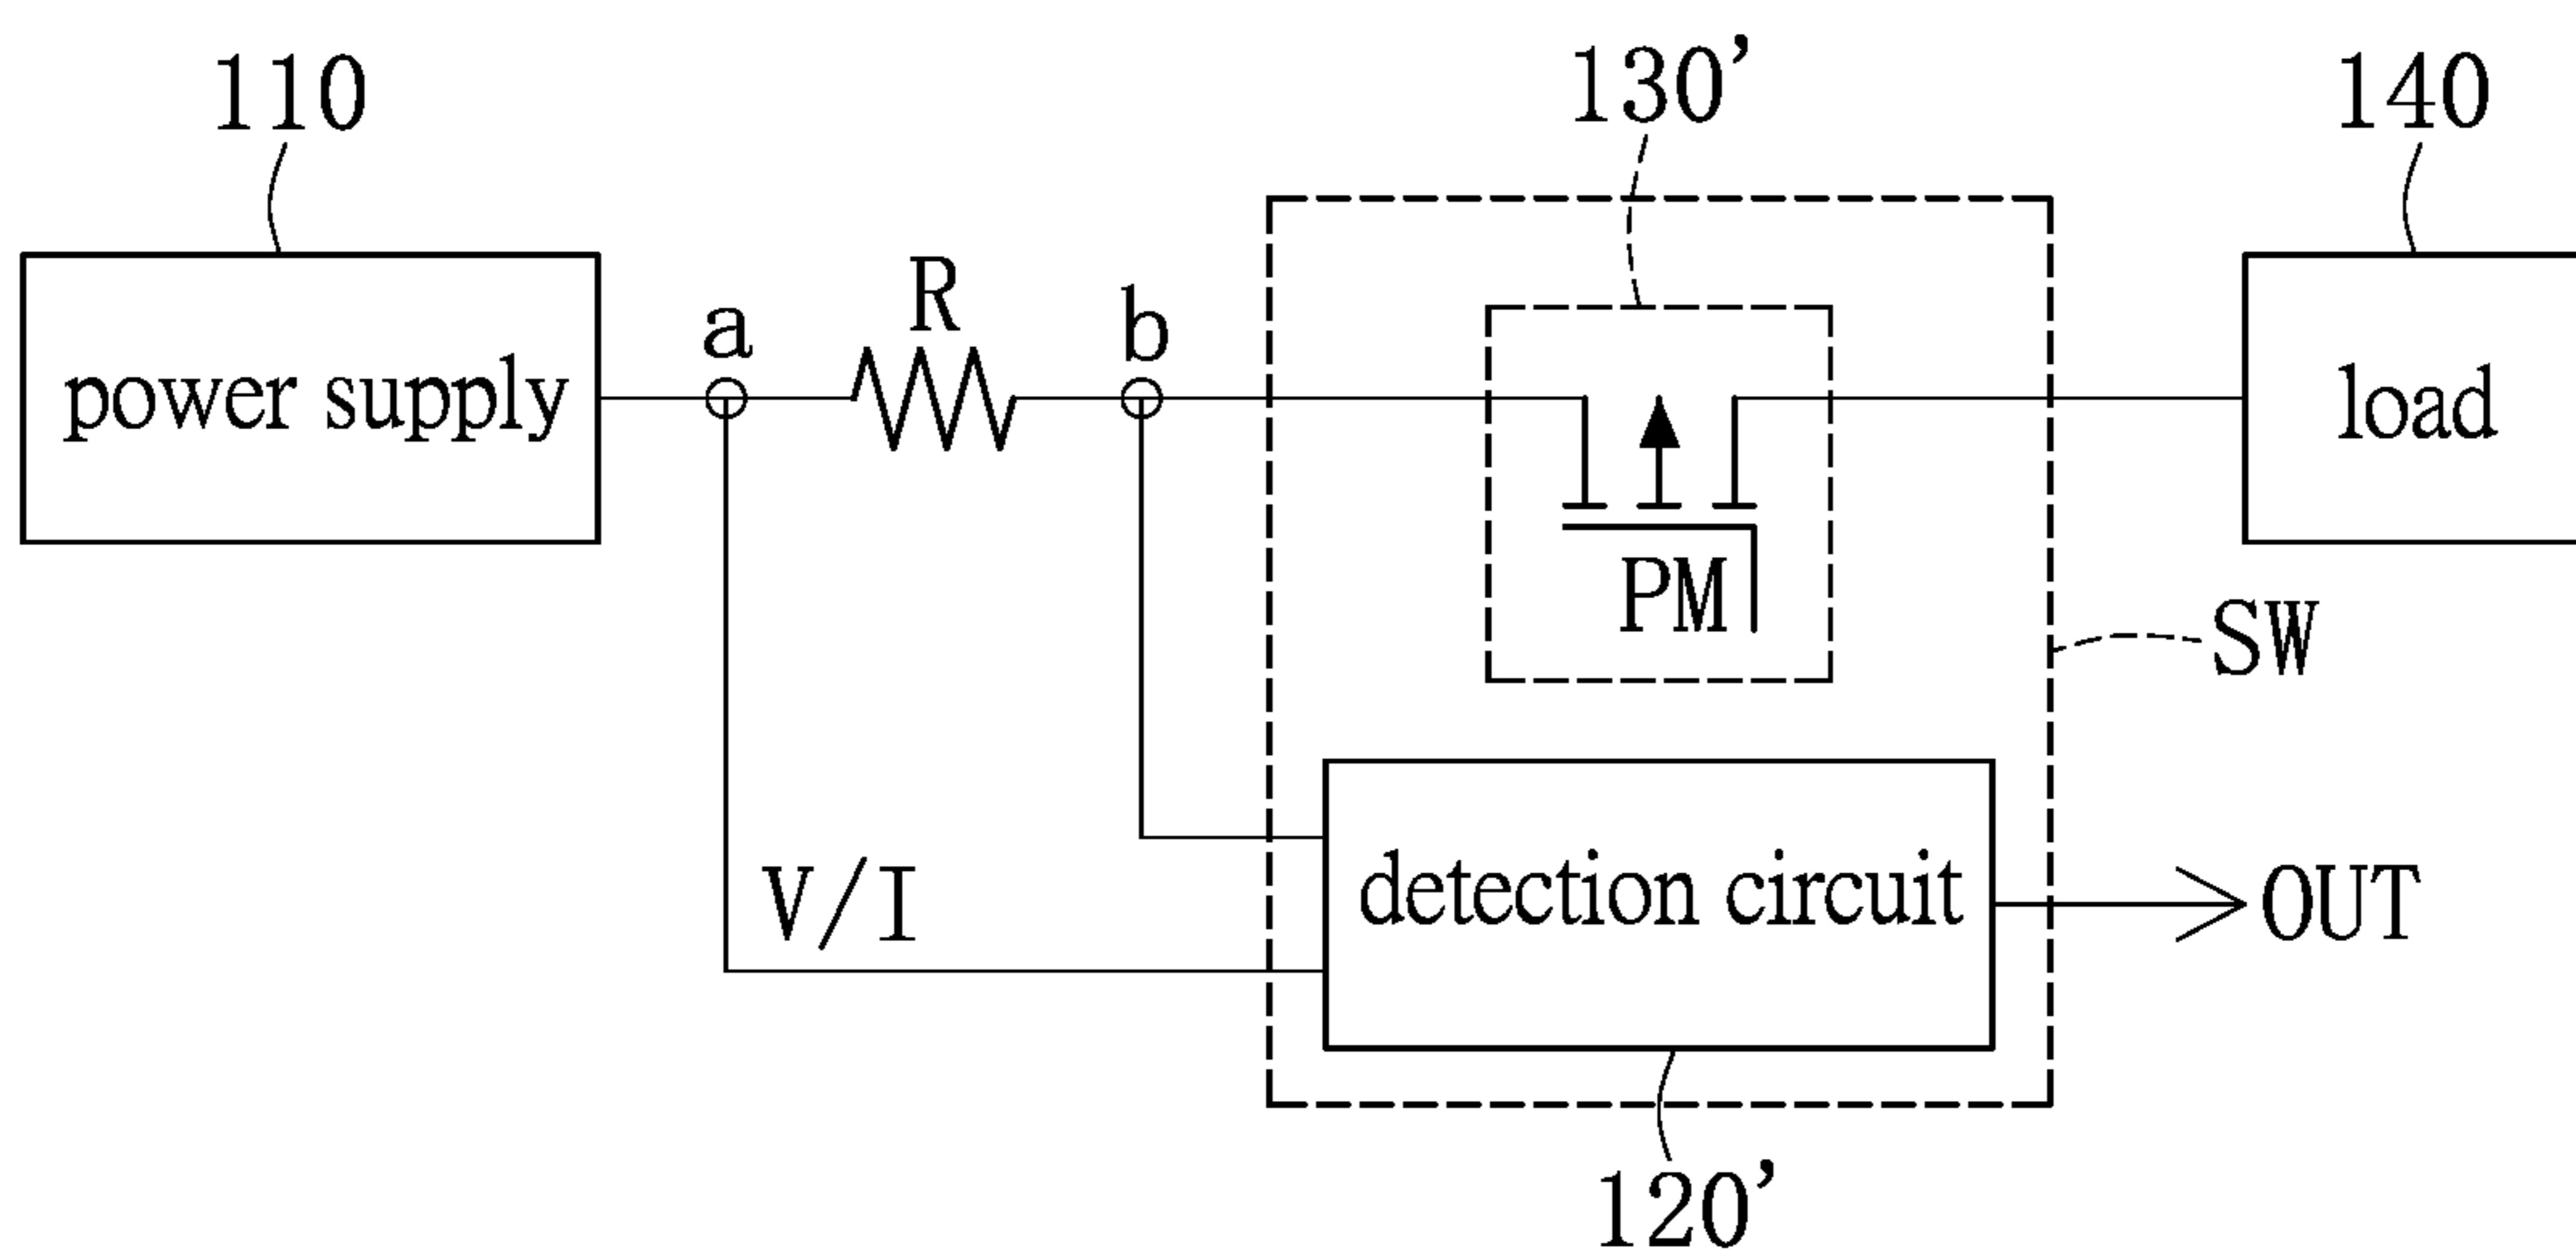 110
130’
140
power supply
a
R
b
load
PM
SW
V/I
detection circuit
OUT
120’